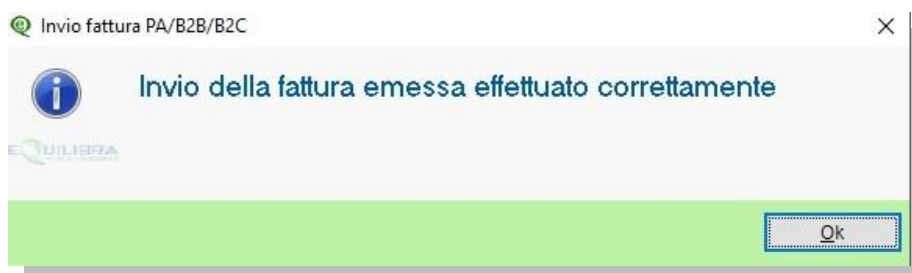 Invio fattura PA/B2B/B2C
Invio della fattura emessa effettuato correttamente
EQUILIBRA
Ok